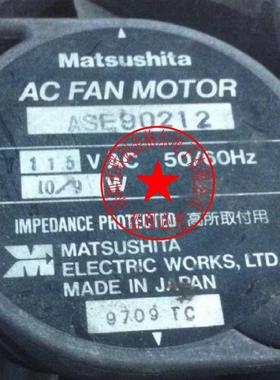 Matsushita
AC FAN MOTOR
ASE90212
115 V AC 50/60Hz
10/9 W
IMPEDANCE PROTECTED 高所取付用
MATSUSHITA
ELECTRIC WORKS, LTD
MADE IN JAPAN
9709 TC